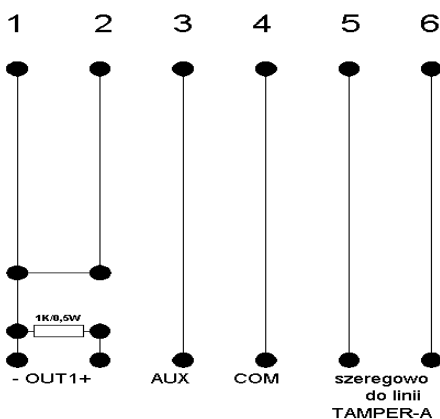 1 2 3 4 5 6
1K/0,5W
- OUT1+ AUX COM szeregowo
do linii
TAMPER-A